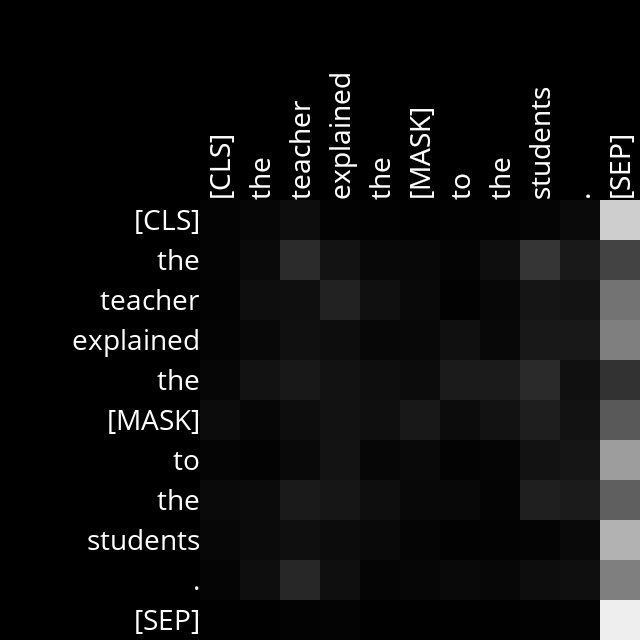 [CLS]
the
teacher
explained
the
[MASK]
to
the
students
.
[SEP]
[CLS]
the
teacher
explained
the
[MASK]
to
the
students
.
[SEP]